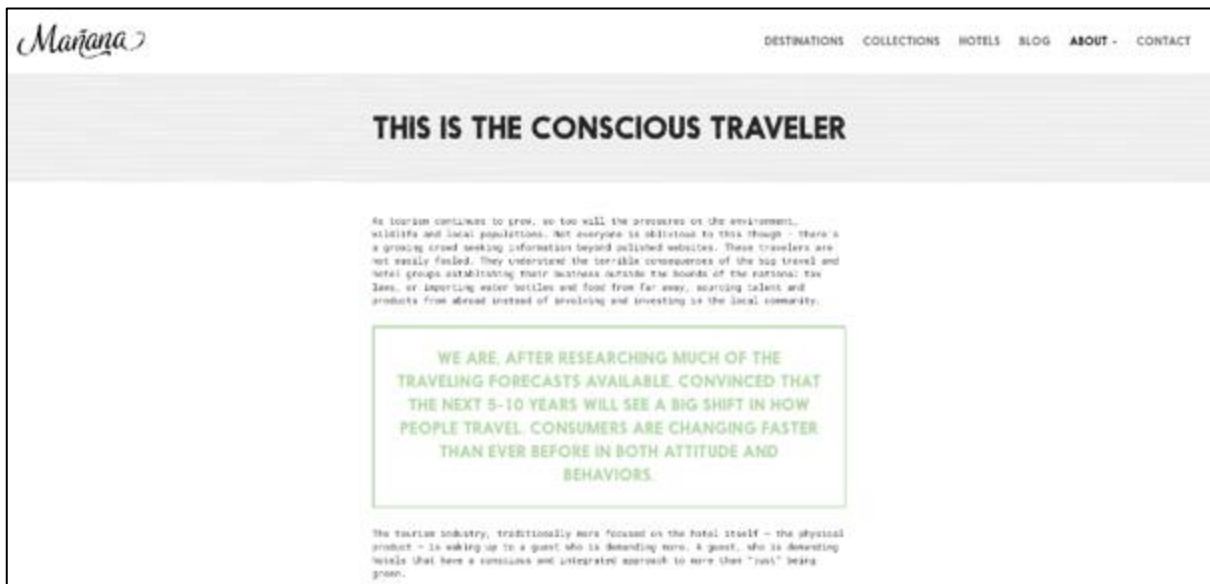 Mañana
DESTINATIONS COLLECTIONS HOTELS BLOG ABOUT - CONTACT
THIS IS THE CONSCIOUS TRAVELER
As tourism continues to grow, so too will the pressures on the environment,
wildlife and local populations. Not everyone is oblivious to this though - there's
a growing crowd seeking information beyond polished websites. These travelers are
not easily fooled. They understand the terrible consequences of the big travel and
hotel groups establishing their business outside the bounds of the national tax
laws, or importing water bottles and food from far away, sourcing talent and
products from abroad instead of involving and investing in the local community.
WE ARE, AFTER RESEARCHING MUCH OF THE
TRAVELING FORECASTS AVAILABLE, CONVINCED THAT
THE NEXT 5-10 YEARS WILL SEE A BIG SHIFT IN HOW
PEOPLE TRAVEL. CONSUMERS ARE CHANGING FASTER
THAN EVER BEFORE IN BOTH ATTITUDE AND
BEHAVIORS.
The tourism industry, traditionally more focused on the hotel itself – the physical
product – is waking up to a guest who is demanding more. A guest, who is demanding
hotels that have a conscious and integrated approach to more than "just" being
green.